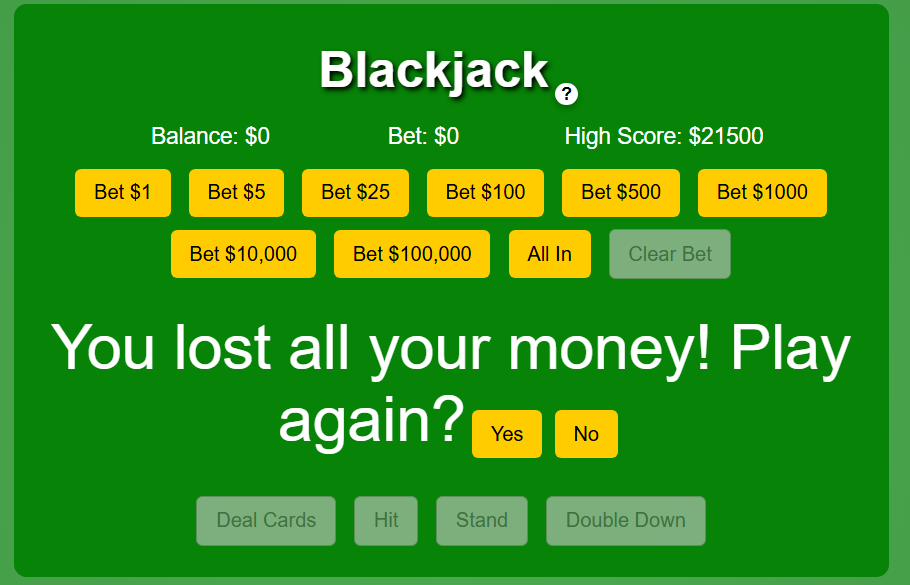 Blackjack ?
Balance: $0 Bet: $0 High Score: $21500
Bet $1 Bet $5 Bet $25 Bet $100 Bet $500 Bet $1000
Bet $10,000 Bet $100,000 All In Clear Bet
You lost all your money! Play
again? Yes No
Deal Cards Hit Stand Double Down